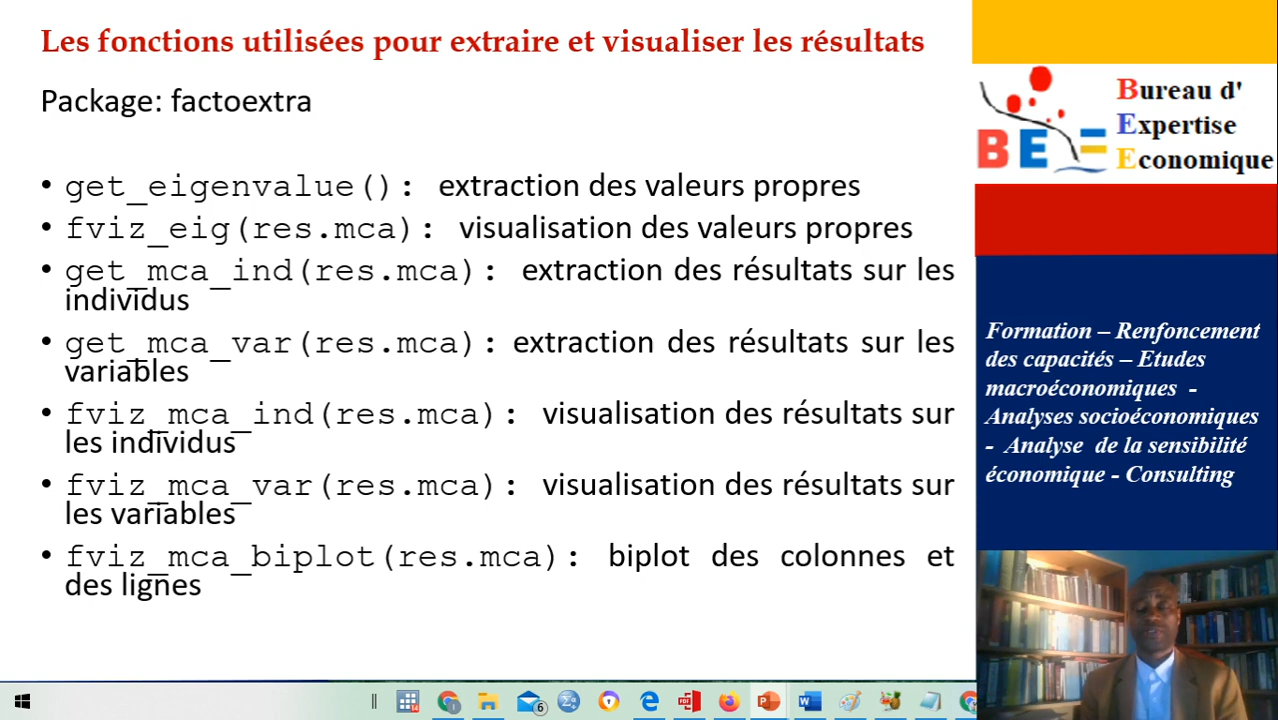 Les fonctions utilisées pour extraire et visualiser les résultats
Package: factoextra
• get_eigenvalue(): extraction des valeurs propres
• fviz_eig(res.mca): visualisation des valeurs propres
• get_mca_ind(res.mca): extraction des résultats sur les
individus
• get_mca_var(res.mca): extraction des résultats sur les
variables
• fviz_mca_ind(res.mca): visualisation des résultats sur
les individus
• fviz_mca_var(res.mca): visualisation des résultats sur
les variables
• fviz_mca_biplot(res.mca): biplot des colonnes et
des lignes
BEE
Bureau d'
Expertise
Economique
Formation – Renfoncement
des capacités – Etudes
macroéconomiques -
Analyses socioéconomiques
- Analyse de la sensibilité
économique - Consulting